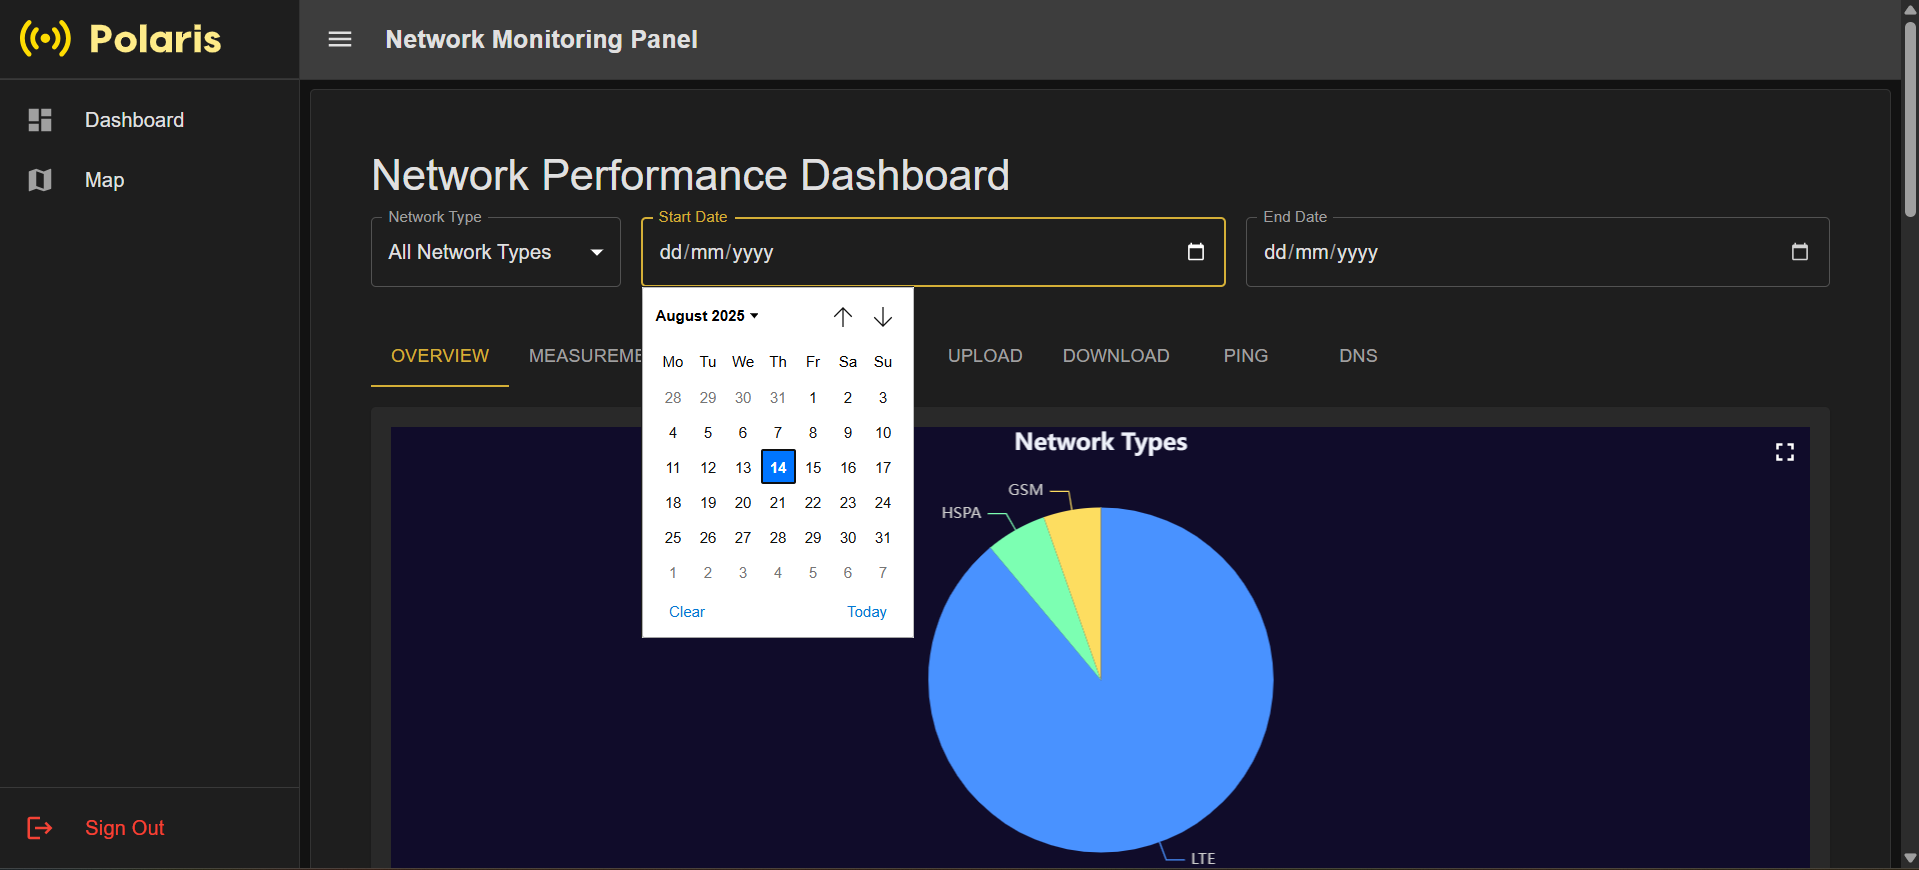 Polaris
Network Monitoring Panel
Dashboard
Map
Network Performance Dashboard
Network Type
Start Date
End Date
All Network Types
dd/mm/yyyy
dd/mm/yyyy
August 2025
OVERVIEW
MEASUREME
UPLOAD
DOWNLOAD
PING
DNS
Mo Tu We Th Fr Sa Su
28 29 30 31 1 2 3
4 5 6 7 8 9 10
11 12 13 14 15 16 17
18 19 20 21 22 23 24
25 26 27 28 29 30 31
1 2 3 4 5 6 7
Clear
Today
Network Types
GSM
HSPA
LTE
Sign Out